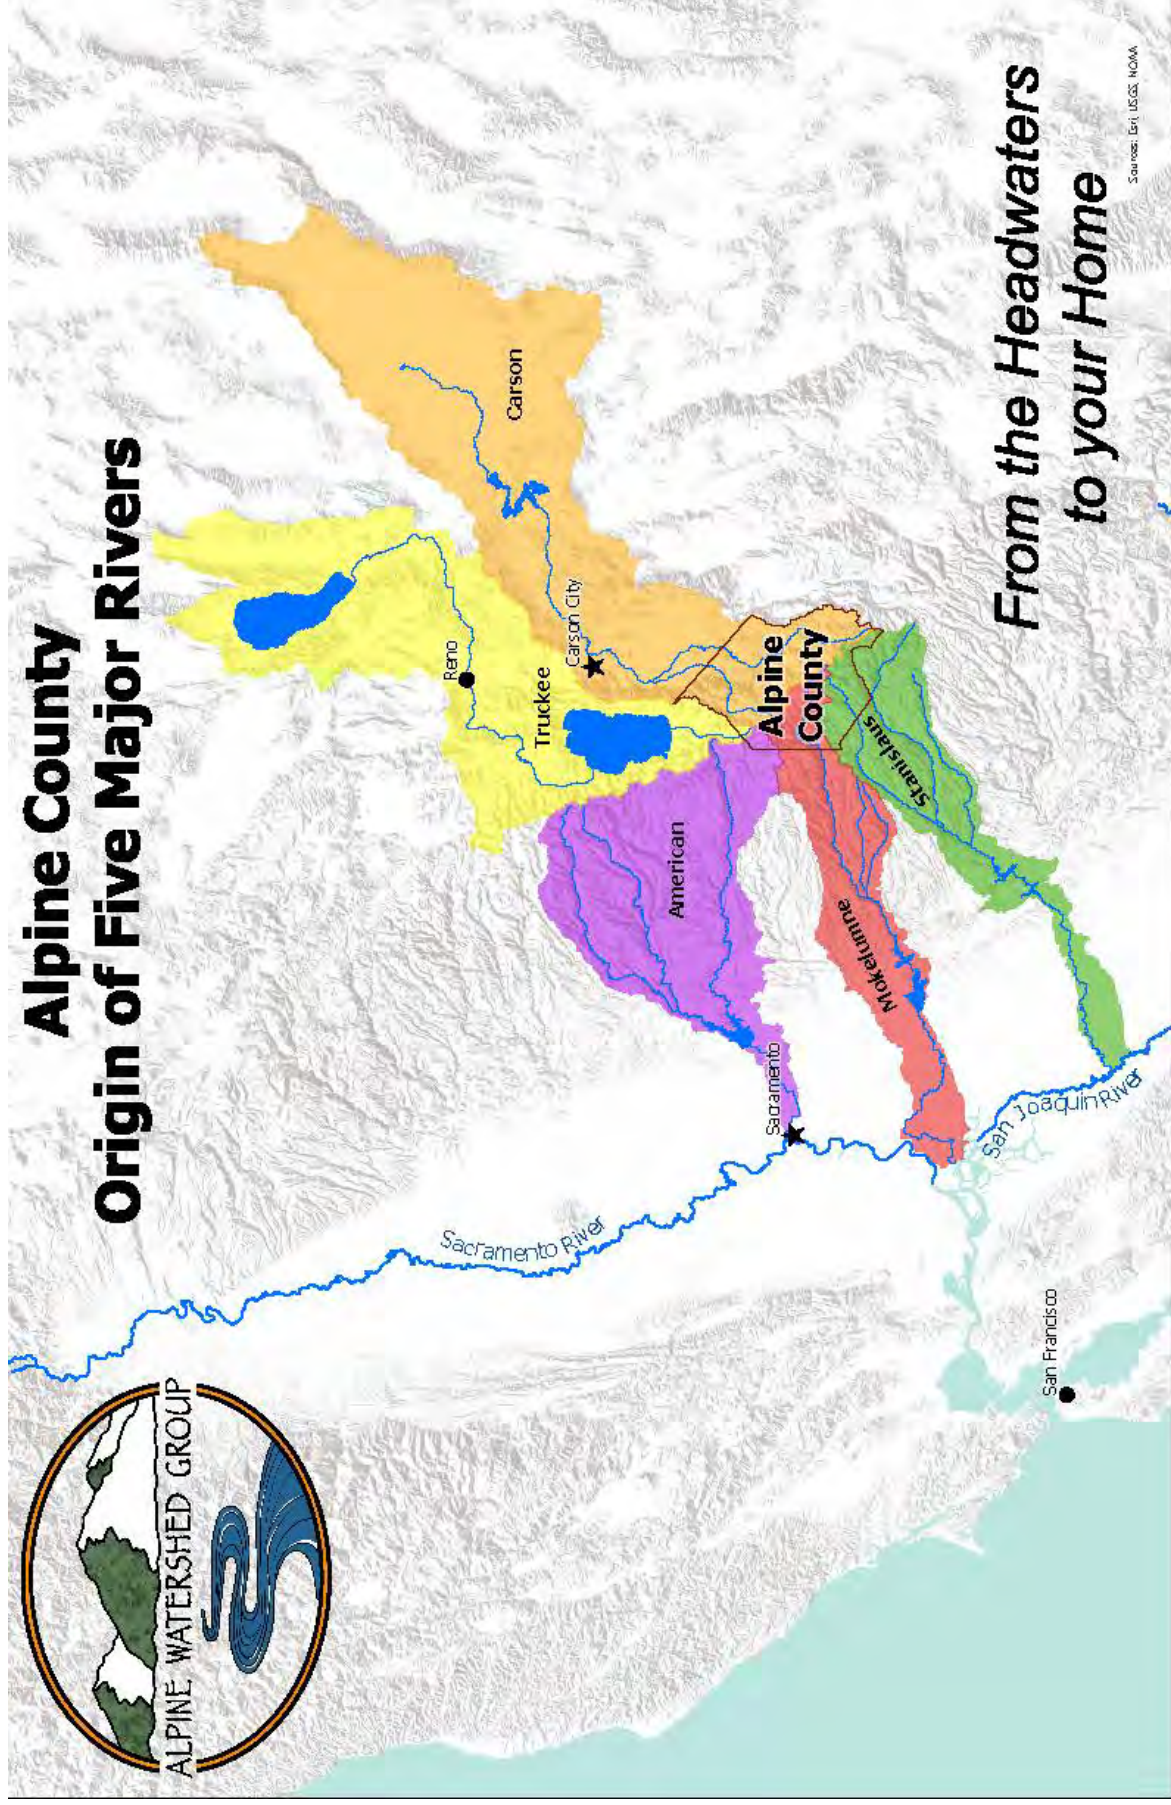 Alpine County
Origin of Five Major Rivers
ALPINE WATERSHED GROUP
Sacramento River
Reno
Truckee
Carson City
Carson
American
Sacramento
Alpine
County
Mokelumne
Stanislaus
San Joaquin River
San Francisco
From the Headwaters
to your Home
Sources: Esri, USGS, NOAA